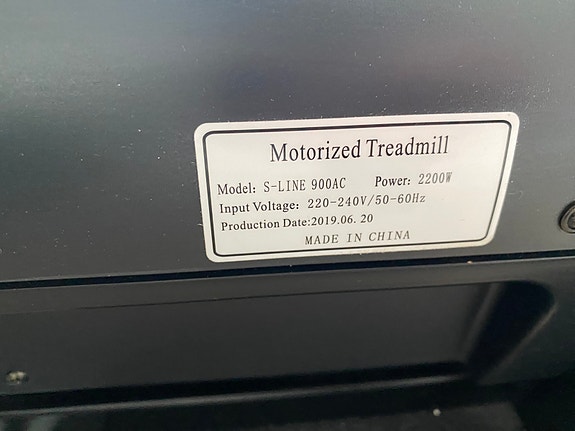 Motorized Treadmill
Model: S-LINE 900AC Power: 2200W
Input Voltage: 220-240V/50-60Hz
Production Date:2019.06. 20
MADE IN CHINA